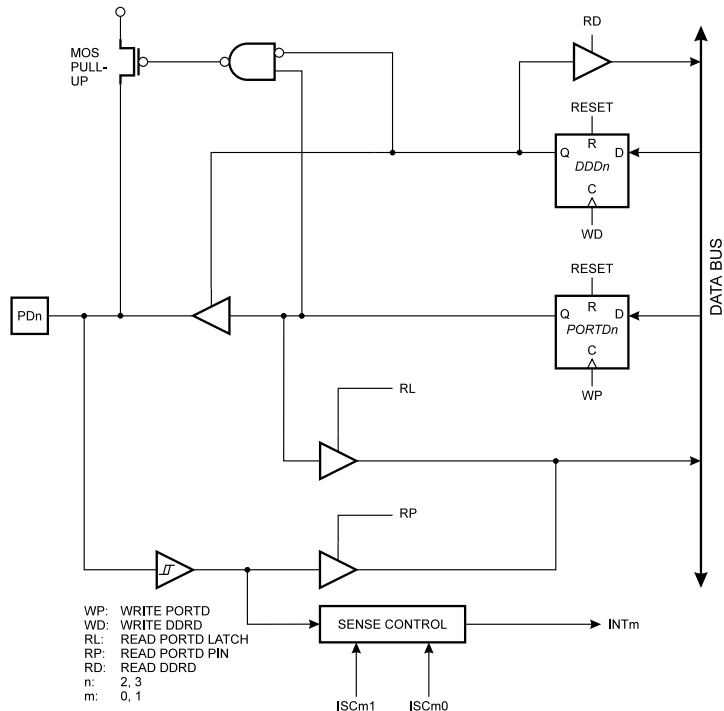 RD
MOS
PULL-
UP
RESET
R
Q
D
DDDn
C
WD
RESET
R
Q
D
PORTDn
C
WP
DATA BUS
PDn
RL
RP
WP: WRITE PORTD
WD: WRITE DDRD
RL: READ PORTD LATCH
RP: READ PORTD PIN
RD: READ DDRD
n: 2, 3
m: 0, 1
SENSE CONTROL
INTm
ISCm1
ISCm0